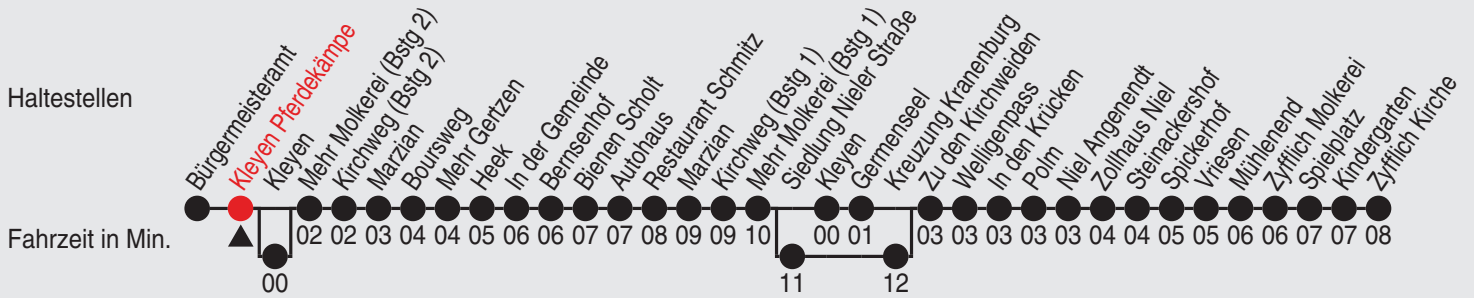 Haltestellen
Bürgermeisteramt
Kleyen Pferdekämpe
Kleyen
Mehr Molkerei (Bstg 2)
Kirchweg (Bstg 2)
Marzian
Boursweg
Mehr Gertzen
Heek
In der Gemeinde
Bernsenhof
Bienen Scholt
Autohaus
Restaurant Schmitz
Marzian
Kirchweg (Bstg 1)
Mehr Molkerei (Bstg 1)
Siedlung Nieler Straße
Kleyen
Germenseel
Kreuzung Kranenburg
Zu den Kirchweiden
Welligenpass
In den Krücken
Polm
Niel Angenendt
Zollhaus Niel
Steinackershof
Spickerhof
Vriesen
Mühlenend
Zyfflich Molkerei
Spielplatz
Kindergarten
Zyfflich Kirche
Fahrzeit in Min.
02 02 03 04 04 05 06 06 07 07 08 09 09 10 00 01 03 03 03 03 03 04 04 05 05 06 06 07 07 08
00 11 12